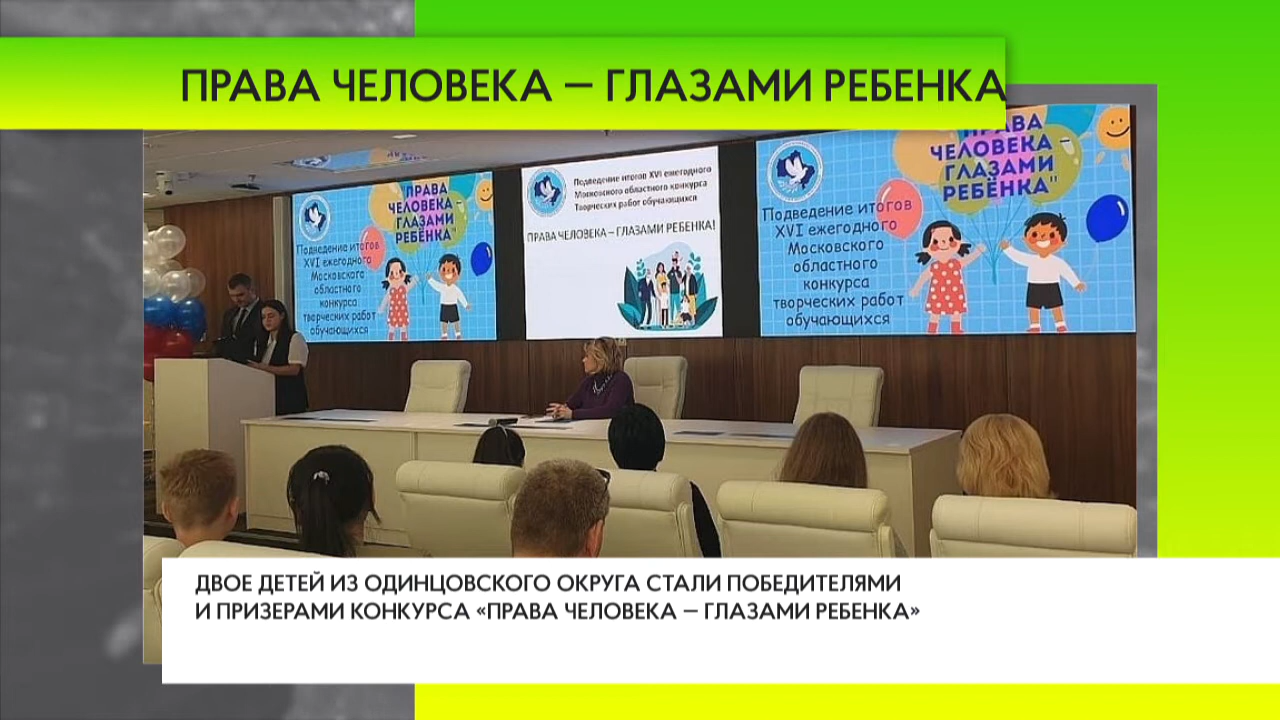 ПРАВА ЧЕЛОВЕКА – ГЛАЗАМИ РЕБЕНКА
ПРАВА
ЧЕЛОВЕКА -
ГЛАЗАМИ
РЕБЁНКА"
Подведение итогов
XVI ежегодного
Московского
областного
конкурса
творческих работ
обучающихся
Подведение итогов XVI ежегодного
Московского областного конкурса
Творческих работ обучающихся
ПРАВА ЧЕЛОВЕКА – ГЛАЗАМИ РЕБЕНКА!
"ПРАВА
ЧЕЛОВЕКА -
ГЛАЗАМИ
РЕБЁНКА"
Подведение итогов
XVI ежегодного
Московского
областного
конкурса
творческих работ
обучающихся
ДВОЕ ДЕТЕЙ ИЗ ОДИНЦОВСКОГО ОКРУГА СТАЛИ ПОБЕДИТЕЛЯМИ
И ПРИЗЕРАМИ КОНКУРСА «ПРАВА ЧЕЛОВЕКА – ГЛАЗАМИ РЕБЕНКА»